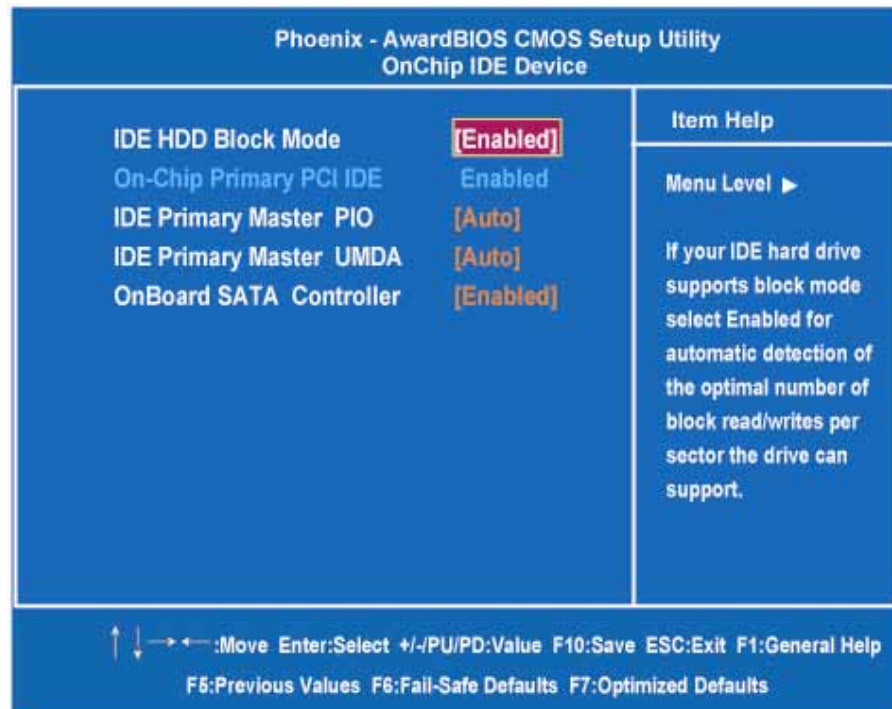 Phoenix - AwardBIOS CMOS Setup Utility
OnChip IDE Device
IDE HDD Block Mode [Enabled]
On-Chip Primary PCI IDE Enabled
IDE Primary Master PIO [Auto]
IDE Primary Master UMDA [Auto]
OnBoard SATA Controller [Enabled]
Item Help
Menu Level ▶
If your IDE hard drive
supports block mode
select Enabled for
automatic detection of
the optimal number of
block read/writes per
sector the drive can
support.
↑ ↓ → ← :Move Enter:Select +/-/PU/PD:Value F10:Save ESC:Exit F1:General Help
F5:Previous Values F6:Fail-Safe Defaults F7:Optimized Defaults